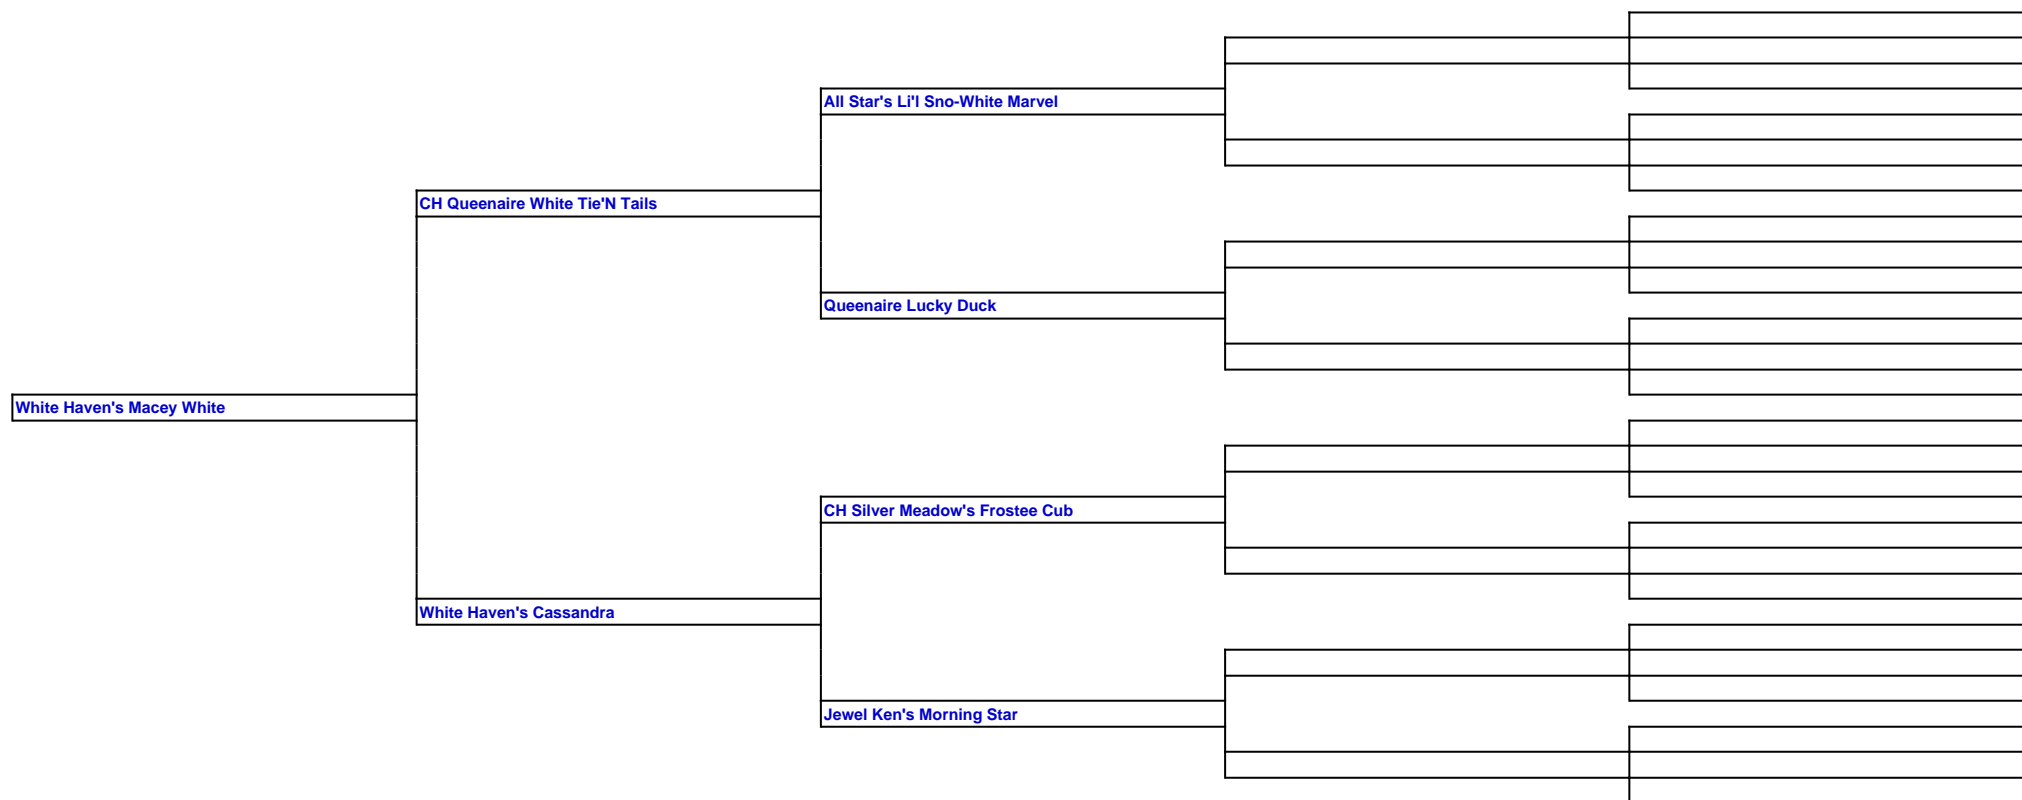 All Star's Li'l Sno-White Marvel
CH Queenaire White Tie'N Tails
Queenaire Lucky Duck
White Haven's Macey White
CH Silver Meadow's Frostee Cub
White Haven's Cassandra
Jewel Ken's Morning Star